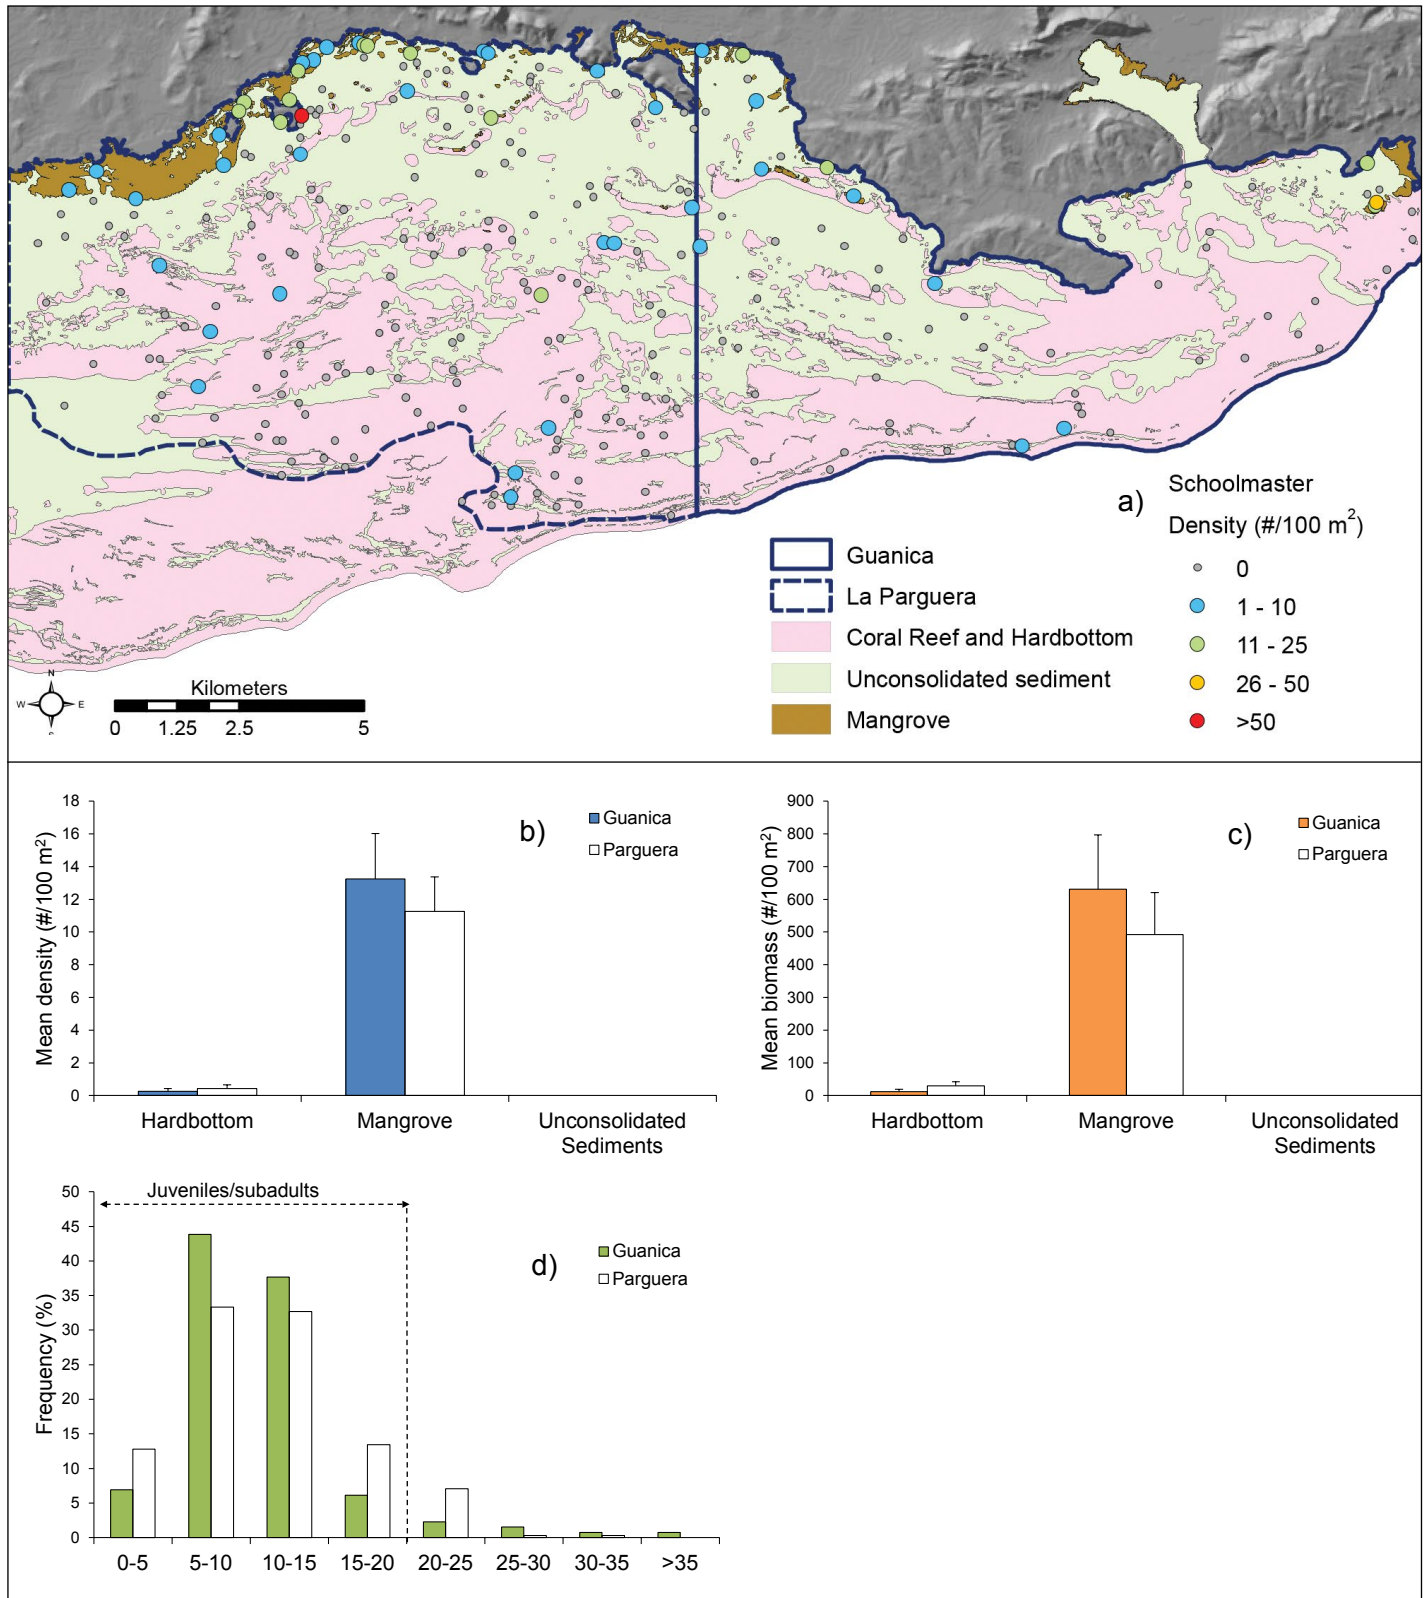 a)
Schoolmaster
Density (#/100 m²)
0
1 - 10
11 - 25
26 - 50
>50
Guanica
La Parguera
Coral Reef and Hardbottom
Unconsolidated sediment
Mangrove
N
W E
S
Kilometers
0 1.25 2.5 5
b)
Guanica
Parguera
Mean density (#/100 m²)
18
16
14
12
10
8
6
4
2
0
Hardbottom Mangrove Unconsolidated
Sediments
c)
Guanica
Parguera
Mean biomass (#/100 m²)
900
800
700
600
500
400
300
200
100
0
Hardbottom Mangrove Unconsolidated
Sediments
d)
Juveniles/subadults
Guanica
Parguera
Frequency (%)
50
45
40
35
30
25
20
15
10
5
0
0-5 5-10 10-15 15-20 20-25 25-30 30-35 >35